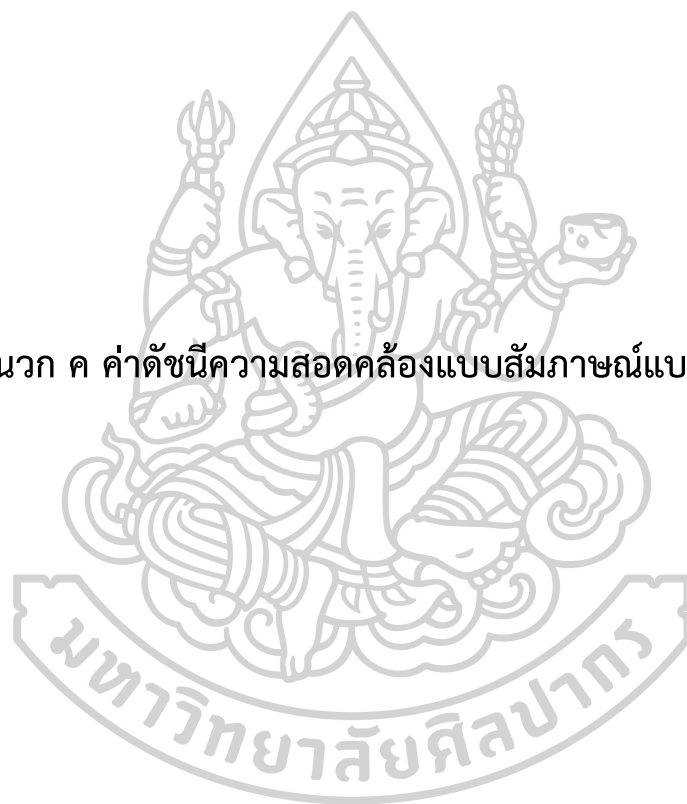 นวก ค ค่าดัชนีความสอดคล้องแบบสัมภาษณ์แบบ
มหาวิทยาลัยศิลปากร